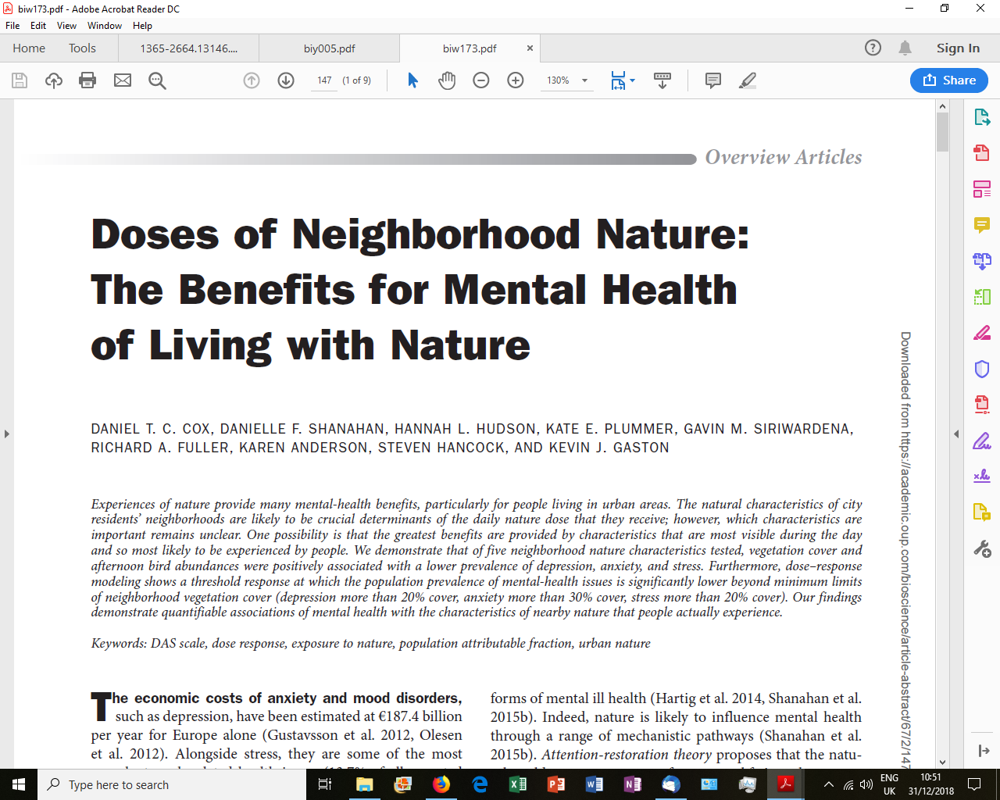 biw173.pdf - Adobe Acrobat Reader DC
File Edit View Window Help
Home Tools 1365-2664.13146.... biy005.pdf biw173.pdf × Sign In
147 (1 of 9) 130% Share
Overview Articles
Doses of Neighborhood Nature:
The Benefits for Mental Health
of Living with Nature
DANIEL T. C. COX, DANIELLE F. SHANAHAN, HANNAH L. HUDSON, KATE E. PLUMMER, GAVIN M. SIRIWARDENA,
RICHARD A. FULLER, KAREN ANDERSON, STEVEN HANCOCK, AND KEVIN J. GASTON
Experiences of nature provide many mental-health benefits, particularly for people living in urban areas. The natural characteristics of city
residents’ neighborhoods are likely to be crucial determinants of the daily nature dose that they receive; however, which characteristics are
important remains unclear. One possibility is that the greatest benefits are provided by characteristics that are most visible during the day
and so most likely to be experienced by people. We demonstrate that of five neighborhood nature characteristics tested, vegetation cover and
afternoon bird abundances were positively associated with a lower prevalence of depression, anxiety, and stress. Furthermore, dose–response
modeling shows a threshold response at which the population prevalence of mental-health issues is significantly lower beyond minimum limits
of neighborhood vegetation cover (depression more than 20% cover, anxiety more than 30% cover, stress more than 20% cover). Our findings
demonstrate quantifiable associations of mental health with the characteristics of nearby nature that people actually experience.
Keywords: DAS scale, dose response, exposure to nature, population attributable fraction, urban nature
The economic costs of anxiety and mood disorders,
such as depression, have been estimated at €187.4 billion
per year for Europe alone (Gustavsson et al. 2012, Olesen
et al. 2012). Alongside stress, they are some of the most
forms of mental ill health (Hartig et al. 2014, Shanahan et al.
2015b). Indeed, nature is likely to influence mental health
through a range of mechanistic pathways (Shanahan et al.
2015b). Attention-restoration theory proposes that the natu-
Downloaded from https://academic.oup.com/bioscience/article-abstract/67/2/147
Type here to search
ENG 10:51
UK 31/12/2018